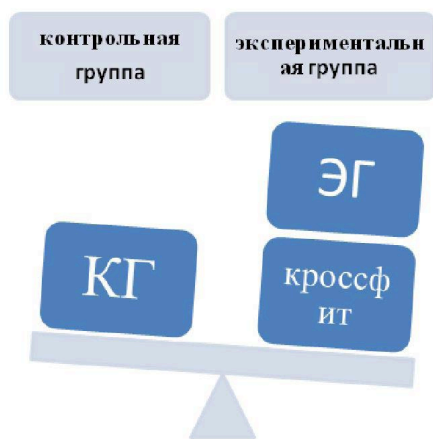 контрольная
группа
экспериментальн
ая группа
ЭГ
КГ
кроссф
ит